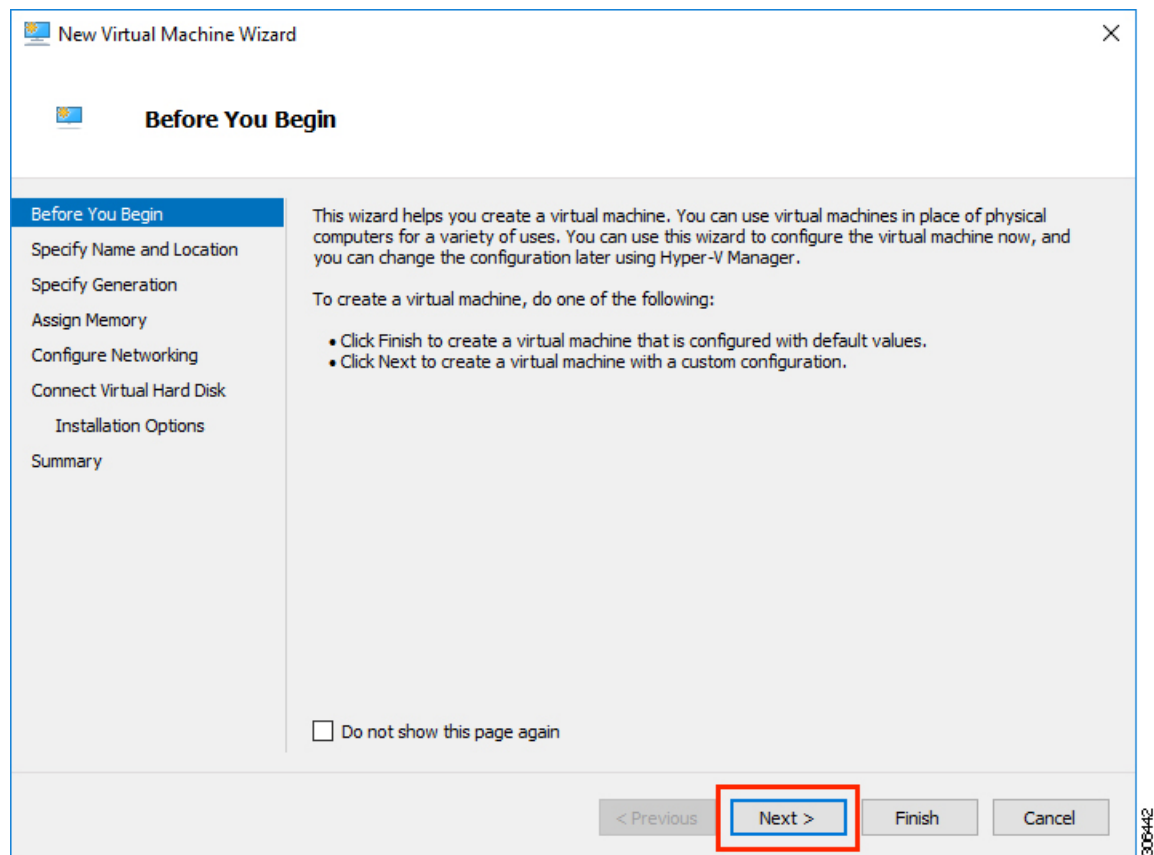 New Virtual Machine Wizard
Before You Begin
Before You Begin
Specify Name and Location
Specify Generation
Assign Memory
Configure Networking
Connect Virtual Hard Disk
Installation Options
Summary
This wizard helps you create a virtual machine. You can use virtual machines in place of physical
computers for a variety of uses. You can use this wizard to configure the virtual machine now, and
you can change the configuration later using Hyper-V Manager.
To create a virtual machine, do one of the following:
• Click Finish to create a virtual machine that is configured with default values.
• Click Next to create a virtual machine with a custom configuration.
Do not show this page again
< Previous
Next >
Finish
Cancel
306442